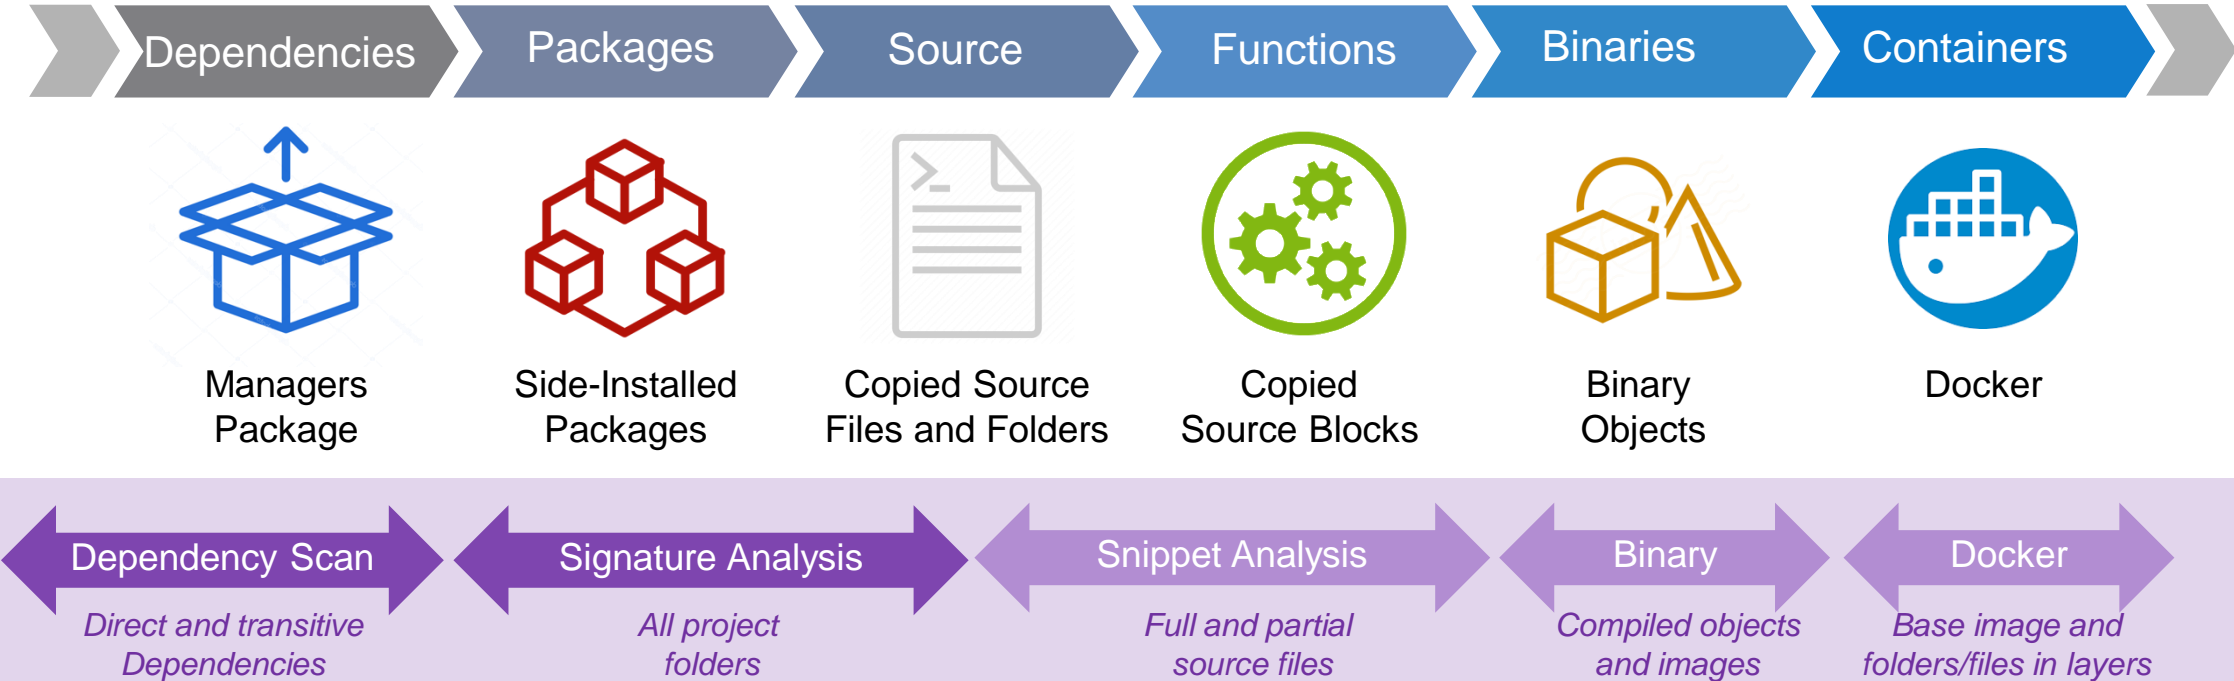 Dependencies
Packages
Source
Functions
Binaries
Containers
Managers
Package
Side-Installed
Packages
Copied Source
Files and Folders
Copied
Source Blocks
Binary
Objects
Docker
Dependency Scan
Signature Analysis
Snippet Analysis
Binary
Docker
Direct and transitive
Dependencies
All project
folders
Full and partial
source files
Compiled objects
and images
Base image and
folders/files in layers